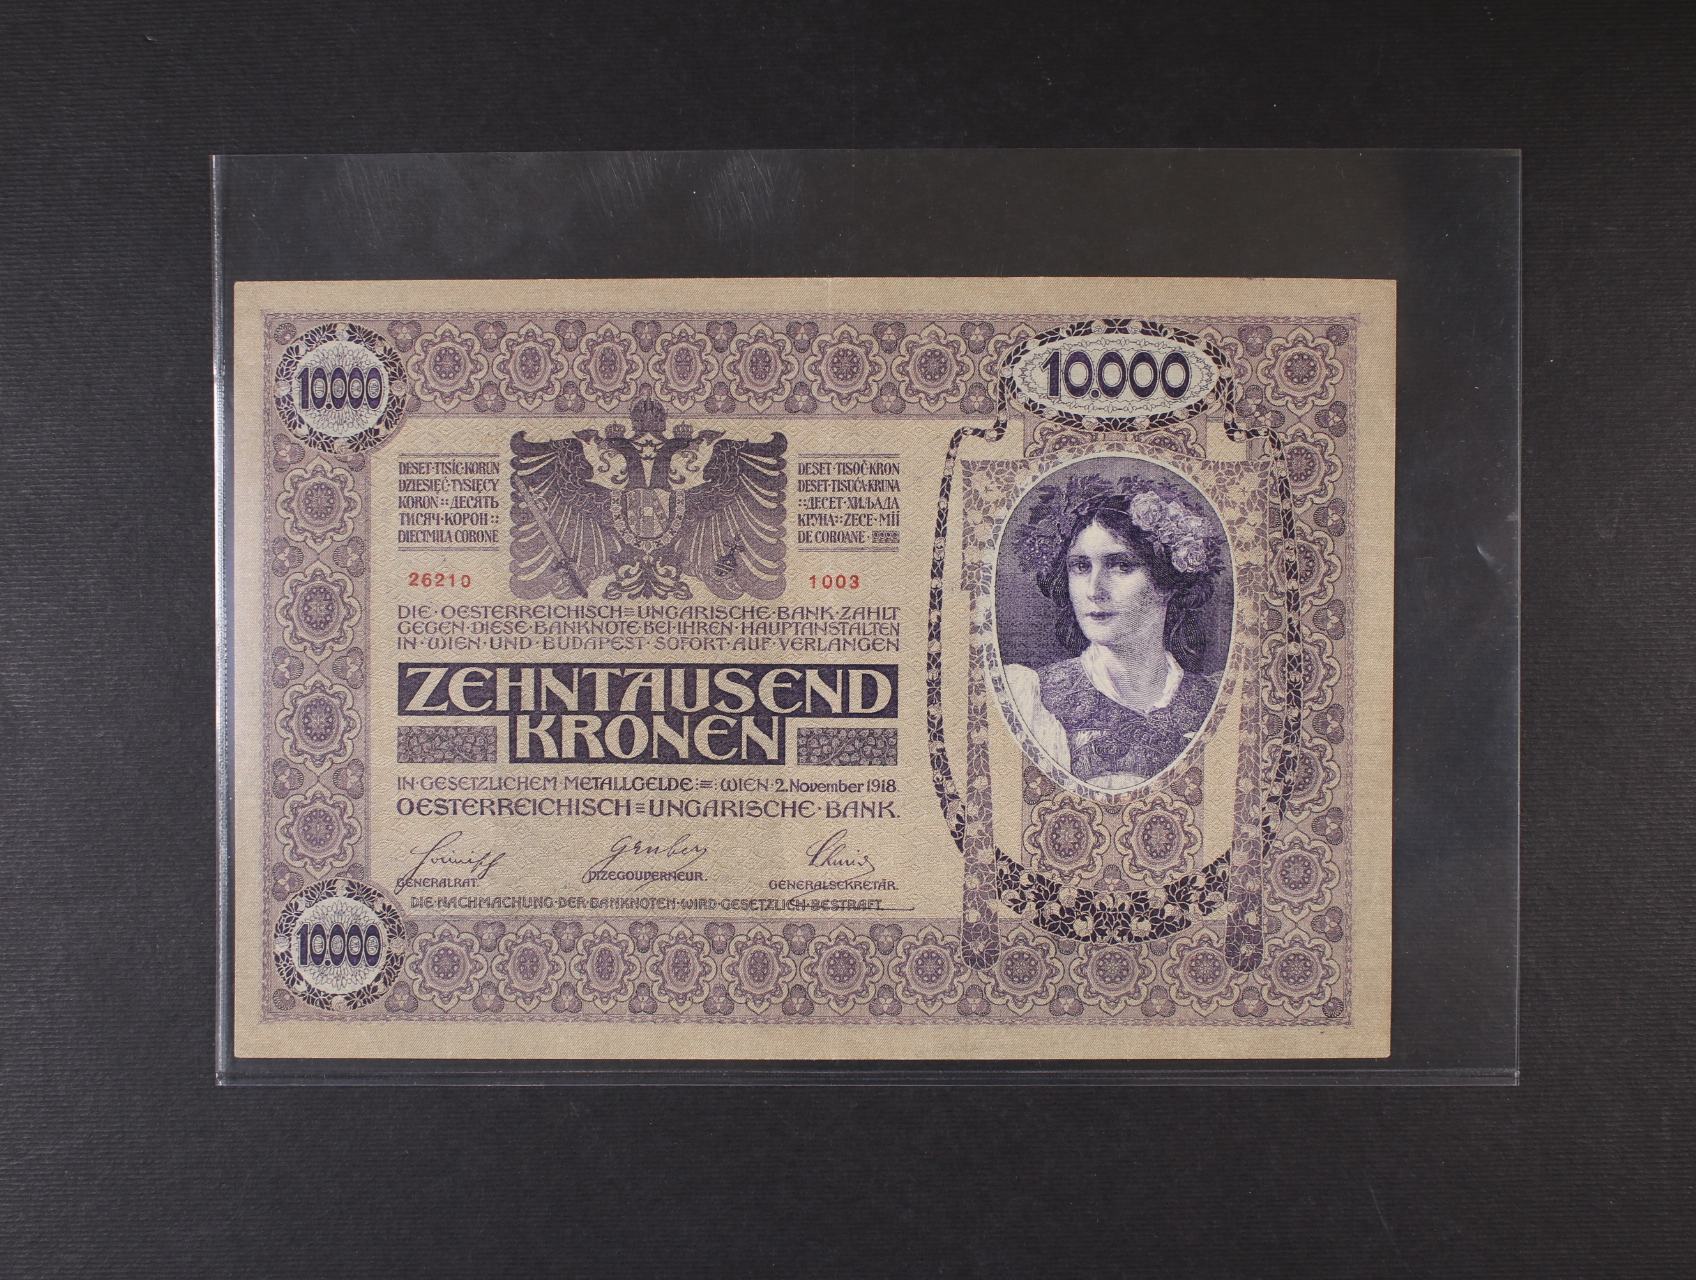 10.000
10.000
DESET·TISÍC·KORUN
DZIESIĘĆ·TYSIĘCY
KORON::ДЕСЯТЬ
ТИСЯЧ·КОРОН::
DIECIMILA CORONE
DESET·TISOČ·KRON
DESET·TISUĆA·KRUNA
::ДЕСЕТ·ХИЉАДА
КРУНА::ZECE·MII
DE COROANE·
26210
1003
DIE·OESTERREICHISCH=UNGARISCHE·BANK·ZAHLT
GEGEN·DIESE·BANKNOTE·BEI·IHREN·HAUPTANSTALTEN
IN·WIEN·UND·BUDAPEST·SOFORT·AUF·VERLANGEN
ZEHNTAUSEND
KRONEN
IN·GESETZLICHEM·METALLGELDE:=:WIEN·2.November 1918
OESTERREICHISCH=UNGARISCHE·BANK.
Gruber
GENERALRAT.
VIZEGOUVERNEUR.
GENERALSEKRETÄR.
DIE·NACHMACHUNG·DER·BANKNOTEN·WIRD·GESETZLICH·BESTRAFT
10.000